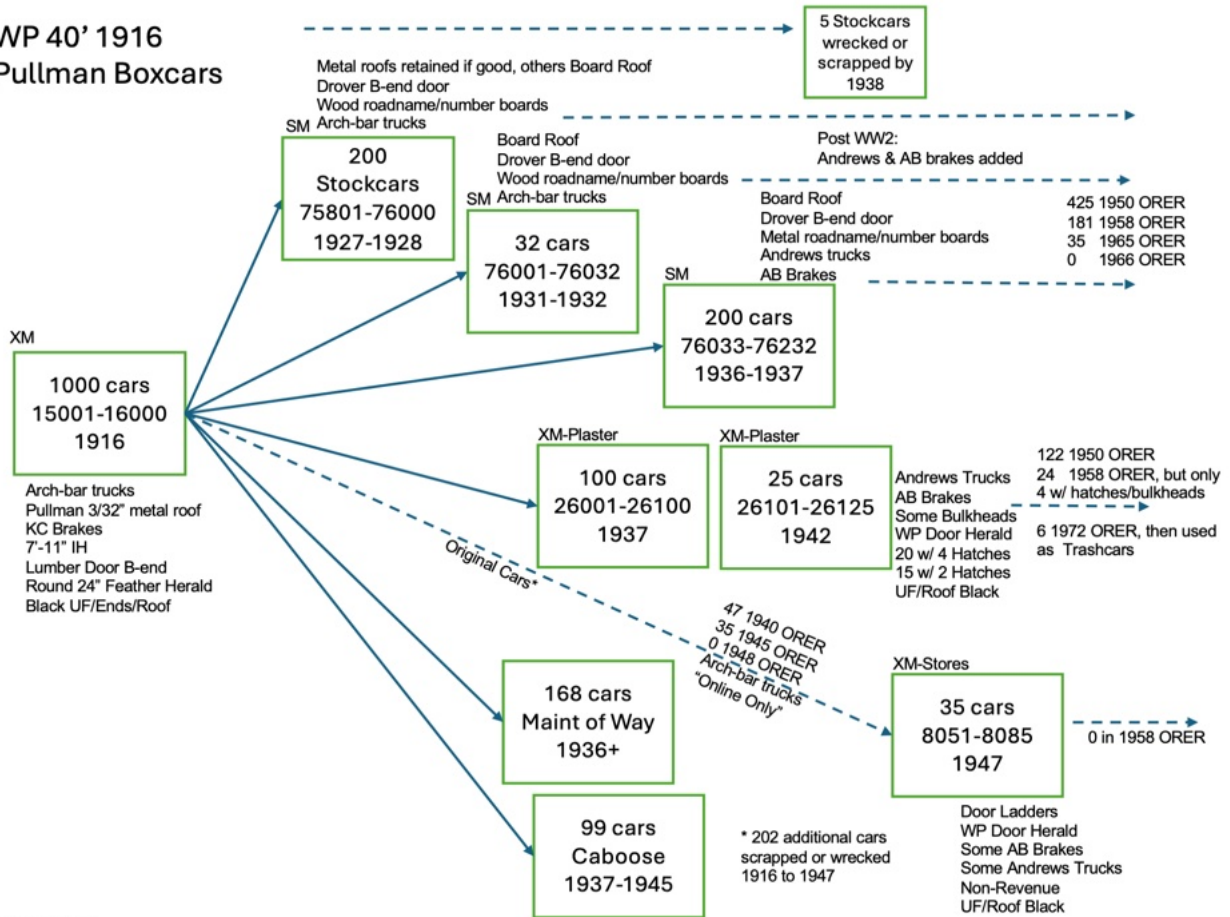 WP 40’ 1916
Pullman Boxcars
5 Stockcars
wrecked or
scrapped by
1938
Metal roofs retained if good, others Board Roof
Drover B-end door
Wood roadname/number boards
Arch-bar trucks
SM
200
Stockcars
75801-76000
1927-1928
Board Roof
Drover B-end door
Wood roadname/number boards
Arch-bar trucks
SM
32 cars
76001-76032
1931-1932
Post WW2:
Andrews & AB brakes added
Board Roof
Drover B-end door
Metal roadname/number boards
Andrews trucks
AB Brakes
SM
200 cars
76033-76232
1936-1937
425 1950 ORER
181 1958 ORER
35 1965 ORER
0 1966 ORER
XM
1000 cars
15001-16000
1916
Arch-bar trucks
Pullman 3/32” metal roof
KC Brakes
7’-11” IH
Lumber Door B-end
Round 24” Feather Herald
Black UF/Ends/Roof
XM-Plaster
100 cars
26001-26100
1937
XM-Plaster
25 cars
26101-26125
1942
Andrews Trucks
AB Brakes
Some Bulkheads
WP Door Herald
20 w/ 4 Hatches
15 w/ 2 Hatches
UF/Roof Black
122 1950 ORER
24 1958 ORER, but only
4 w/ hatches/bulkheads
6 1972 ORER, then used
as Trashcars
Original Cars*
47 1940 ORER
35 1945 ORER
0 1948 ORER
Arch-bar trucks
“Online Only”
XM-Stores
35 cars
8051-8085
1947
0 in 1958 ORER
Door Ladders
WP Door Herald
Some AB Brakes
Some Andrews Trucks
Non-Revenue
UF/Roof Black
168 cars
Maint of Way
1936+
99 cars
Caboose
1937-1945
* 202 additional cars
scrapped or wrecked
1916 to 1947